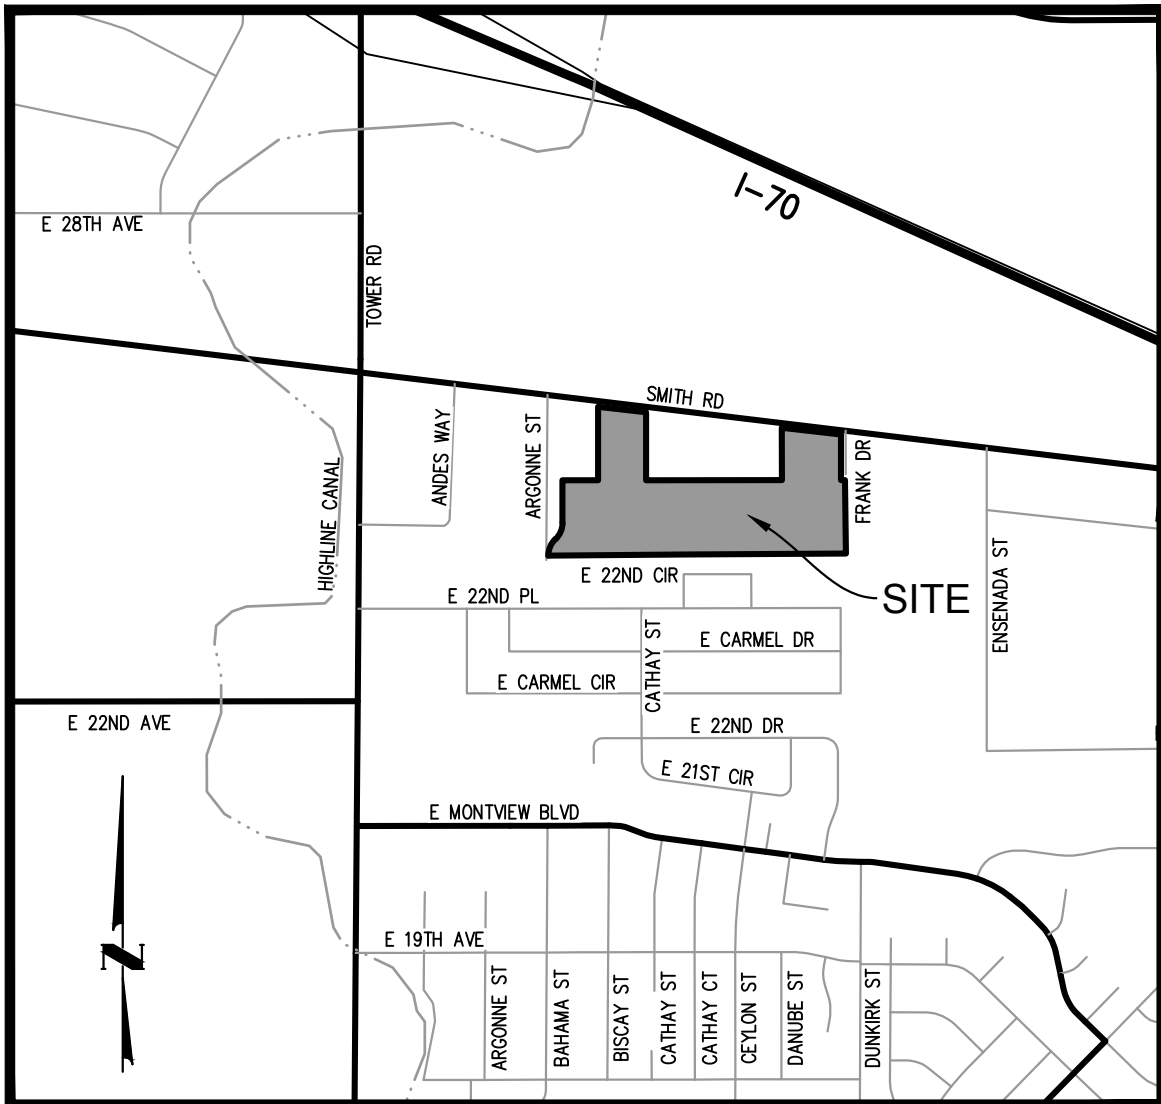 I-70
E 28TH AVE
TOWER RD
SMITH RD
ANDES WAY
ARGONNE ST
FRANK DR
HIGHLINE CANAL
ENSENADA ST
E 22ND CIR
SITE
E 22ND PL
CATHAY ST
E CARMEL DR
E CARMEL CIR
E 22ND AVE
E 22ND DR
E 21ST CIR
E MONTVIEW BLVD
N
E 19TH AVE
ARGONNE ST
BAHAMA ST
BISCAY ST
CATHAY ST
CATHAY CT
CEYLON ST
DANUBE ST
DUNKIRK ST